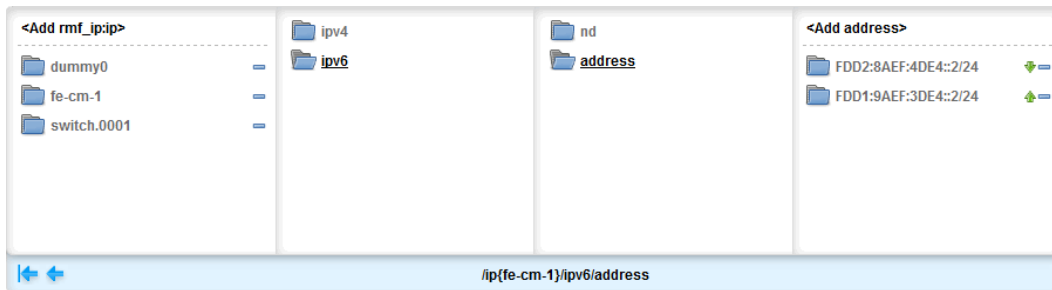 <Add rmf_ip:ip>
dummy0
fe-cm-1
switch.0001
ipv4
ipv6
nd
address
<Add address>
FDD2:8AEF:4DE4::2/24
FDD1:9AEF:3DE4::2/24
/ip{fe-cm-1}/ipv6/address